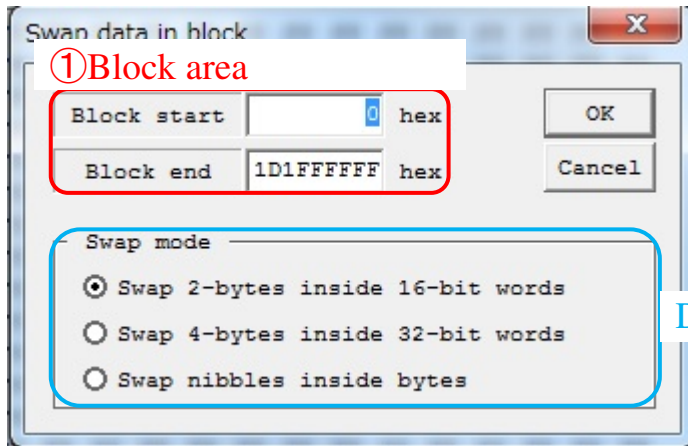 Swap data in block
①Block area
Block start 0 hex OK
Block end 1D1FFFFFF hex Cancel
Swap mode
Swap 2-bytes inside 16-bit words
Swap 4-bytes inside 32-bit words
Swap nibbles inside bytes